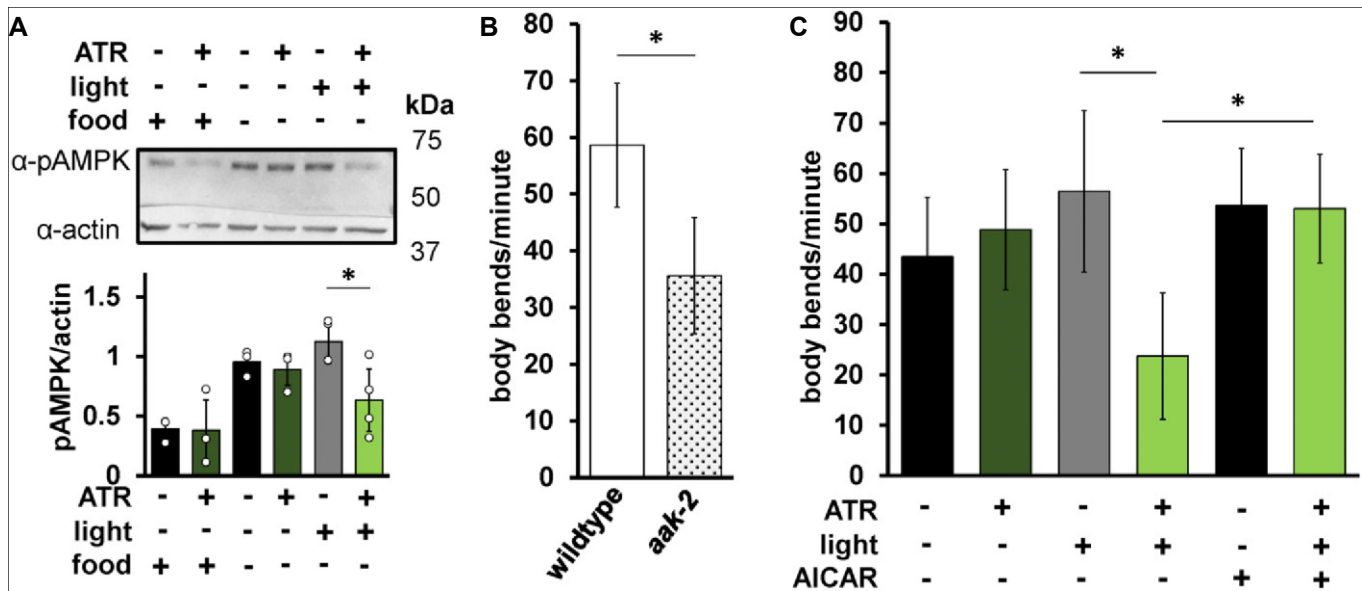 A
ATR - + - + - +
light - - - - + +
food + + - - - -
kDa
75
α-pAMPK
50
α-actin
37
pAMPK/actin
1.5
1
0.5
0
*
ATR - + - + - +
light - - - - + +
food + + - - - -
B
body bends/minute
80
70
60
50
40
30
20
10
0
*
wildtype
aak-2
C
body bends/minute
90
80
70
60
50
40
30
20
10
0
*
*
ATR - + - + - +
light - - + + - +
AICAR - - - - + +